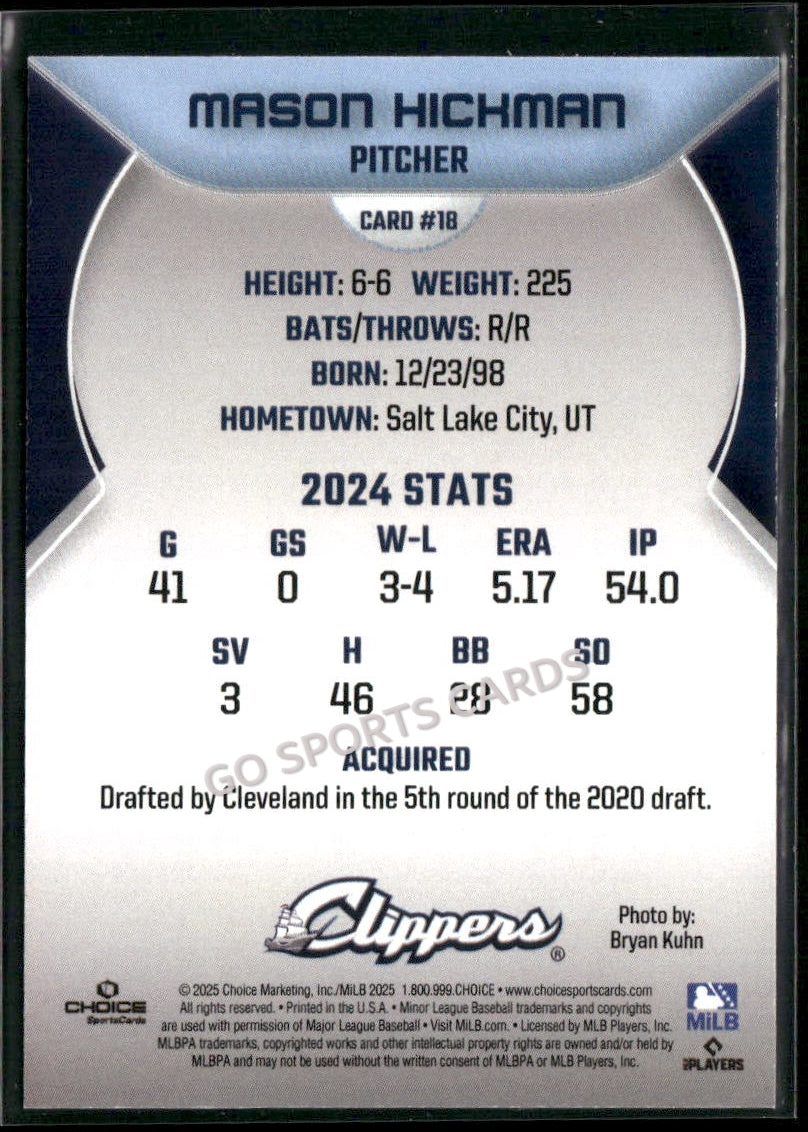 MASON HICKMAN
PITCHER
CARD #18
HEIGHT: 6-6 WEIGHT: 225
BATS/THROWS: R/R
BORN: 12/23/98
HOMETOWN: Salt Lake City, UT
2024 STATS
G GS W-L ERA IP
41 0 3-4 5.17 54.0
SV H BB SO
3 46 28 58
GO SPORTS CARDS
ACQUIRED
Drafted by Cleveland in the 5th round of the 2020 draft.
Clippers®
Photo by:
Bryan Kuhn
CHOICE
SportsCards
© 2025 Choice Marketing, Inc./MiLB 2025 1.800.999.CHOICE • www.choicesportscards.com
All rights reserved. • Printed in the U.S.A. • Minor League Baseball trademarks and copyrights
are used with permission of Major League Baseball • Visit MiLB.com. • Licensed by MLB Players, Inc.
MLBPA trademarks, copyrighted works and other intellectual property rights are owned and/or held by
MLBPA and may not be used without the written consent of MLBPA or MLB Players, Inc.
MiLB
PLAYERS